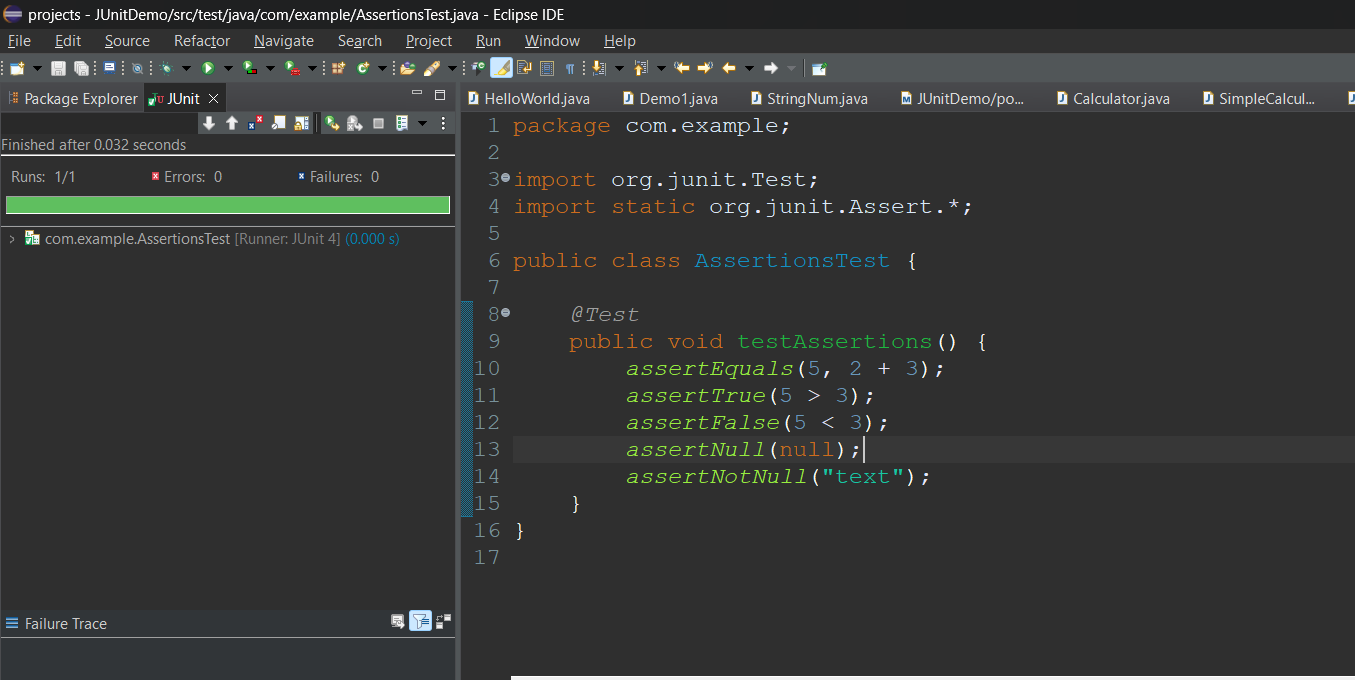 projects - JUnitDemo/src/test/java/com/example/AssertionsTest.java - Eclipse IDE
File Edit Source Refactor Navigate Search Project Run Window Help
Package Explorer JUnit
HelloWorld.java Demo1.java StringNum.java JUnitDemo/po... Calculator.java SimpleCalcul...
Finished after 0.032 seconds
Runs: 1/1 Errors: 0 Failures: 0
com.example.AssertionsTest [Runner: JUnit 4] (0.000 s)
1 package com.example;
2
3 import org.junit.Test;
4 import static org.junit.Assert.*;
5
6 public class AssertionsTest {
7
8 @Test
9 public void testAssertions() {
10 assertEquals(5, 2 + 3);
11 assertTrue(5 > 3);
12 assertFalse(5 < 3);
13 assertNull(null);
14 assertNotNull("text");
15 }
16 }
17
Failure Trace